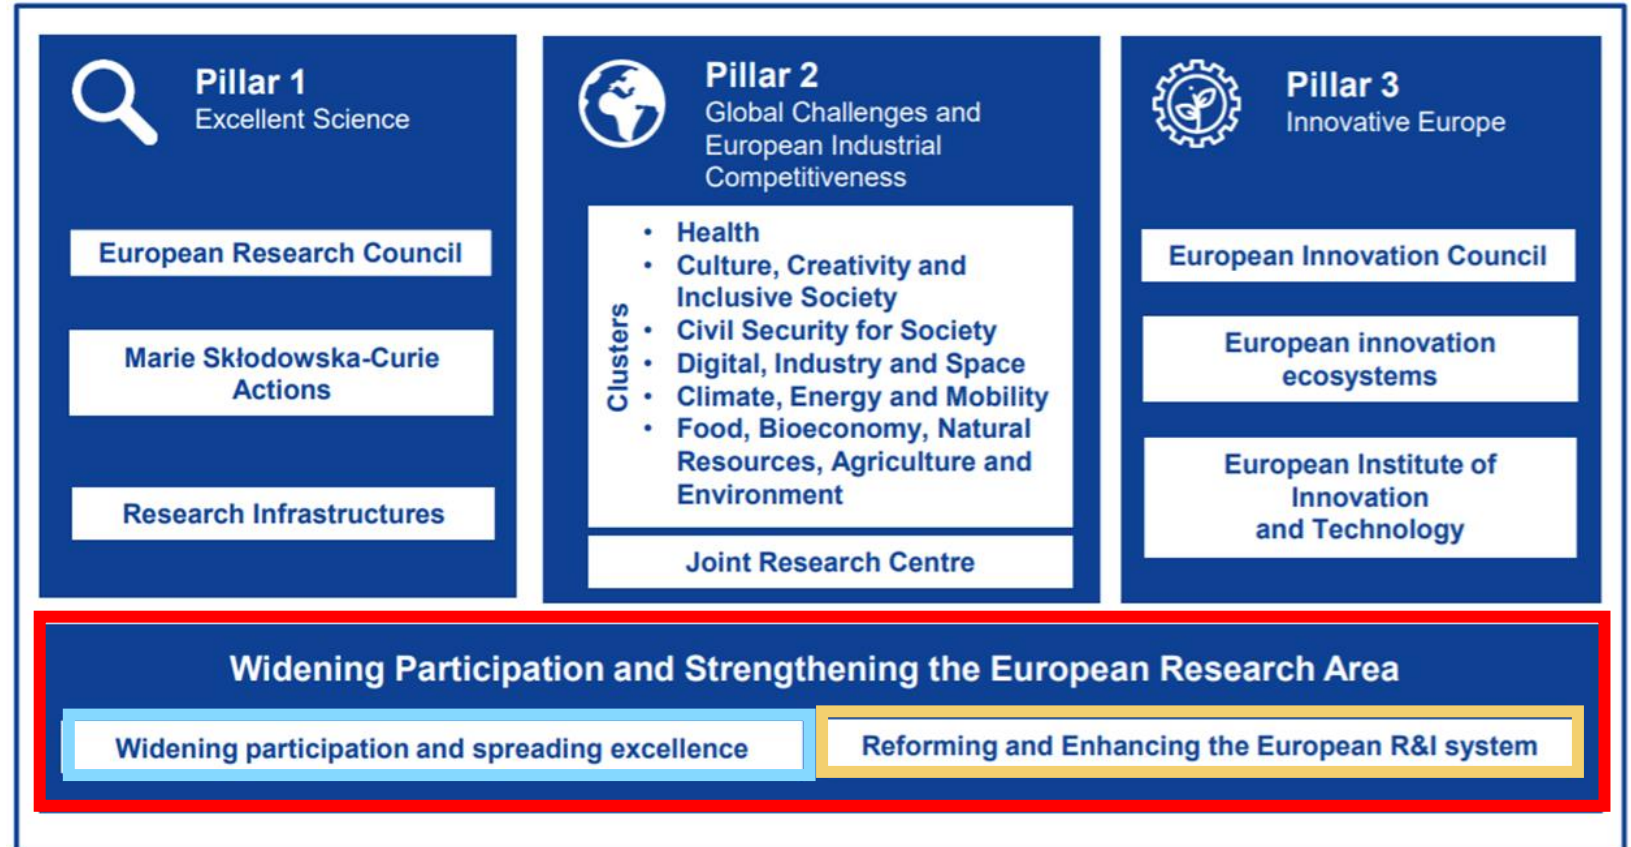 Pillar 1
Excellent Science
European Research Council
Marie Skłodowska-Curie
Actions
Research Infrastructures
Pillar 2
Global Challenges and
European Industrial
Competitiveness
Clusters
• Health
• Culture, Creativity and
Inclusive Society
• Civil Security for Society
• Digital, Industry and Space
• Climate, Energy and Mobility
• Food, Bioeconomy, Natural
Resources, Agriculture and
Environment
Joint Research Centre
Pillar 3
Innovative Europe
European Innovation Council
European innovation
ecosystems
European Institute of
Innovation
and Technology
Widening Participation and Strengthening the European Research Area
Widening participation and spreading excellence
Reforming and Enhancing the European R&I system